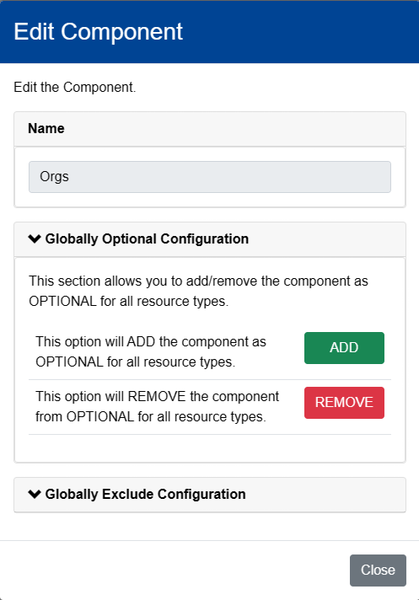 Edit Component
Edit the Component.
Name
Orgs
Globally Optional Configuration
This section allows you to add/remove the component as
OPTIONAL for all resource types.
This option will ADD the component as
OPTIONAL for all resource types.
ADD
This option will REMOVE the component
from OPTIONAL for all resource types.
REMOVE
Globally Exclude Configuration
Close